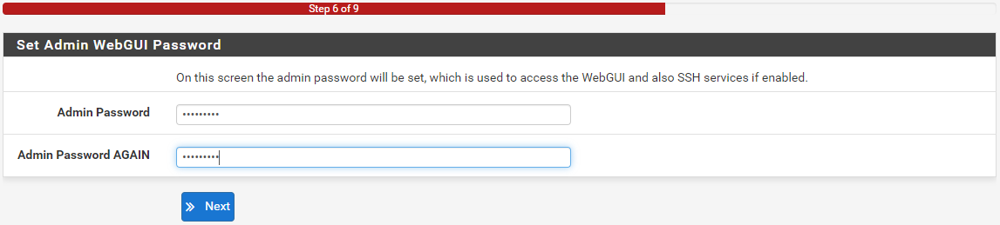 Step 6 of 9
Set Admin WebGUI Password
On this screen the admin password will be set, which is used to access the WebGUI and also SSH services if enabled.
Admin Password •••••••••
Admin Password AGAIN •••••••••
Next